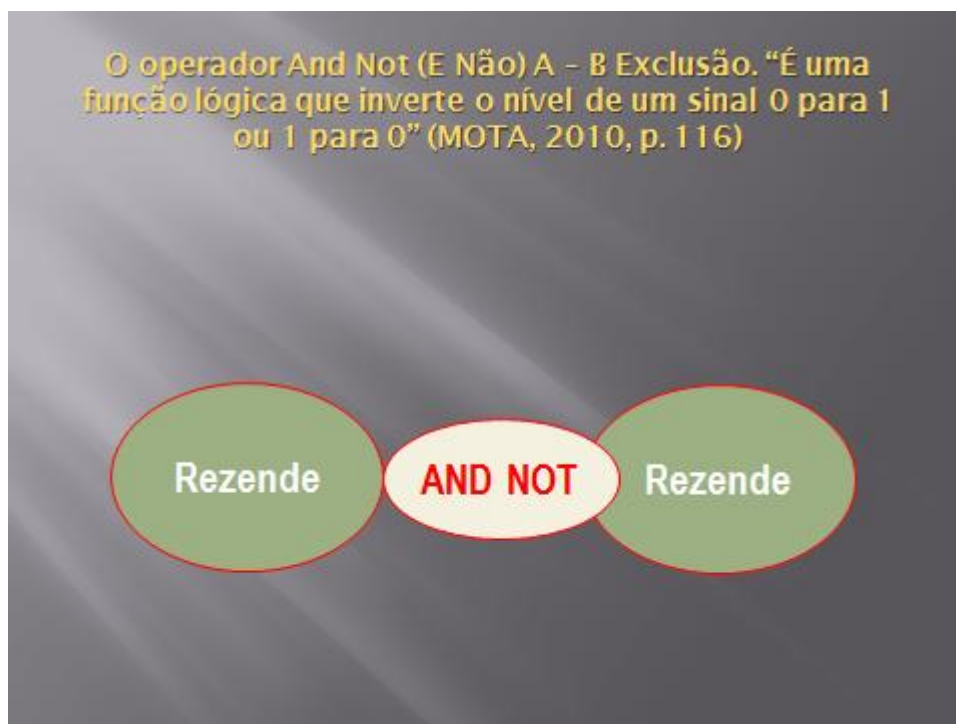 O operador And Not (E Não) A – B Exclusão. “É uma
função lógica que inverte o nível de um sinal 0 para 1
ou 1 para 0” (MOTA, 2010, p. 116)
Rezende AND NOT Rezende